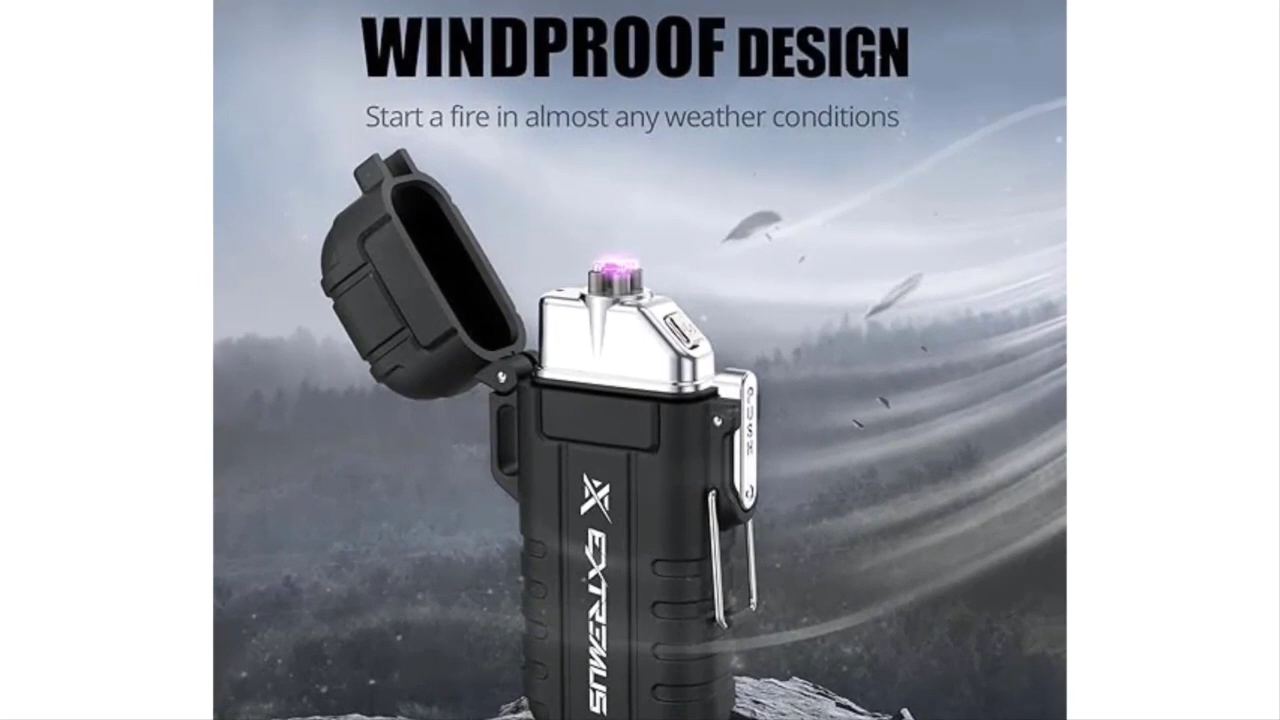 WINDPROOF DESIGN
Start a fire in almost any weather conditions
PUSH
X EXTREMUS